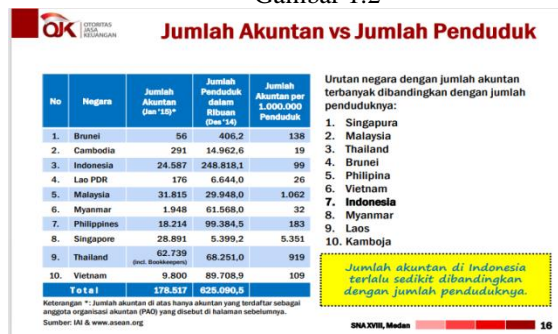 Gambar 1.2
OJK OTORITAS JASA KEUANGAN
Jumlah Akuntan vs Jumlah Penduduk
No Negara Jumlah Akuntan (Jan '15)* Jumlah Penduduk dalam Ribuan (Des '14) Jumlah Akuntan per 1.000.000 Penduduk
1. Brunei 56 406,2 138
2. Cambodia 291 14.962,6 19
3. Indonesia 24.587 248.818,1 99
4. Lao PDR 176 6.644,0 26
5. Malaysia 31.815 29.948,0 1.062
6. Myanmar 1.948 61.568,0 32
7. Philippines 18.214 99.384,5 183
8. Singapore 28.891 5.399,2 5.351
9. Thailand 62.739 (incl. Bookkeepers) 68.251,0 919
10. Vietnam 9.800 89.708,9 109
Total 178.517 625.090,5
Keterangan *: Jumlah akuntan di atas hanya akuntan yang terdaftar sebagai
anggota organisasi akuntan (PAO) yang disebut di halaman sebelumnya.
Sumber: IAI & www.asean.org
Urutan negara dengan jumlah akuntan
terbanyak dibandingkan dengan jumlah
penduduknya:
1. Singapura
2. Malaysia
3. Thailand
4. Brunei
5. Philipina
6. Vietnam
7. Indonesia
8. Myanmar
9. Laos
10. Kamboja
Jumlah akuntan di Indonesia
terlalu sedikit dibandingkan
dengan jumlah penduduknya.
SNA XVIII, Medan 16